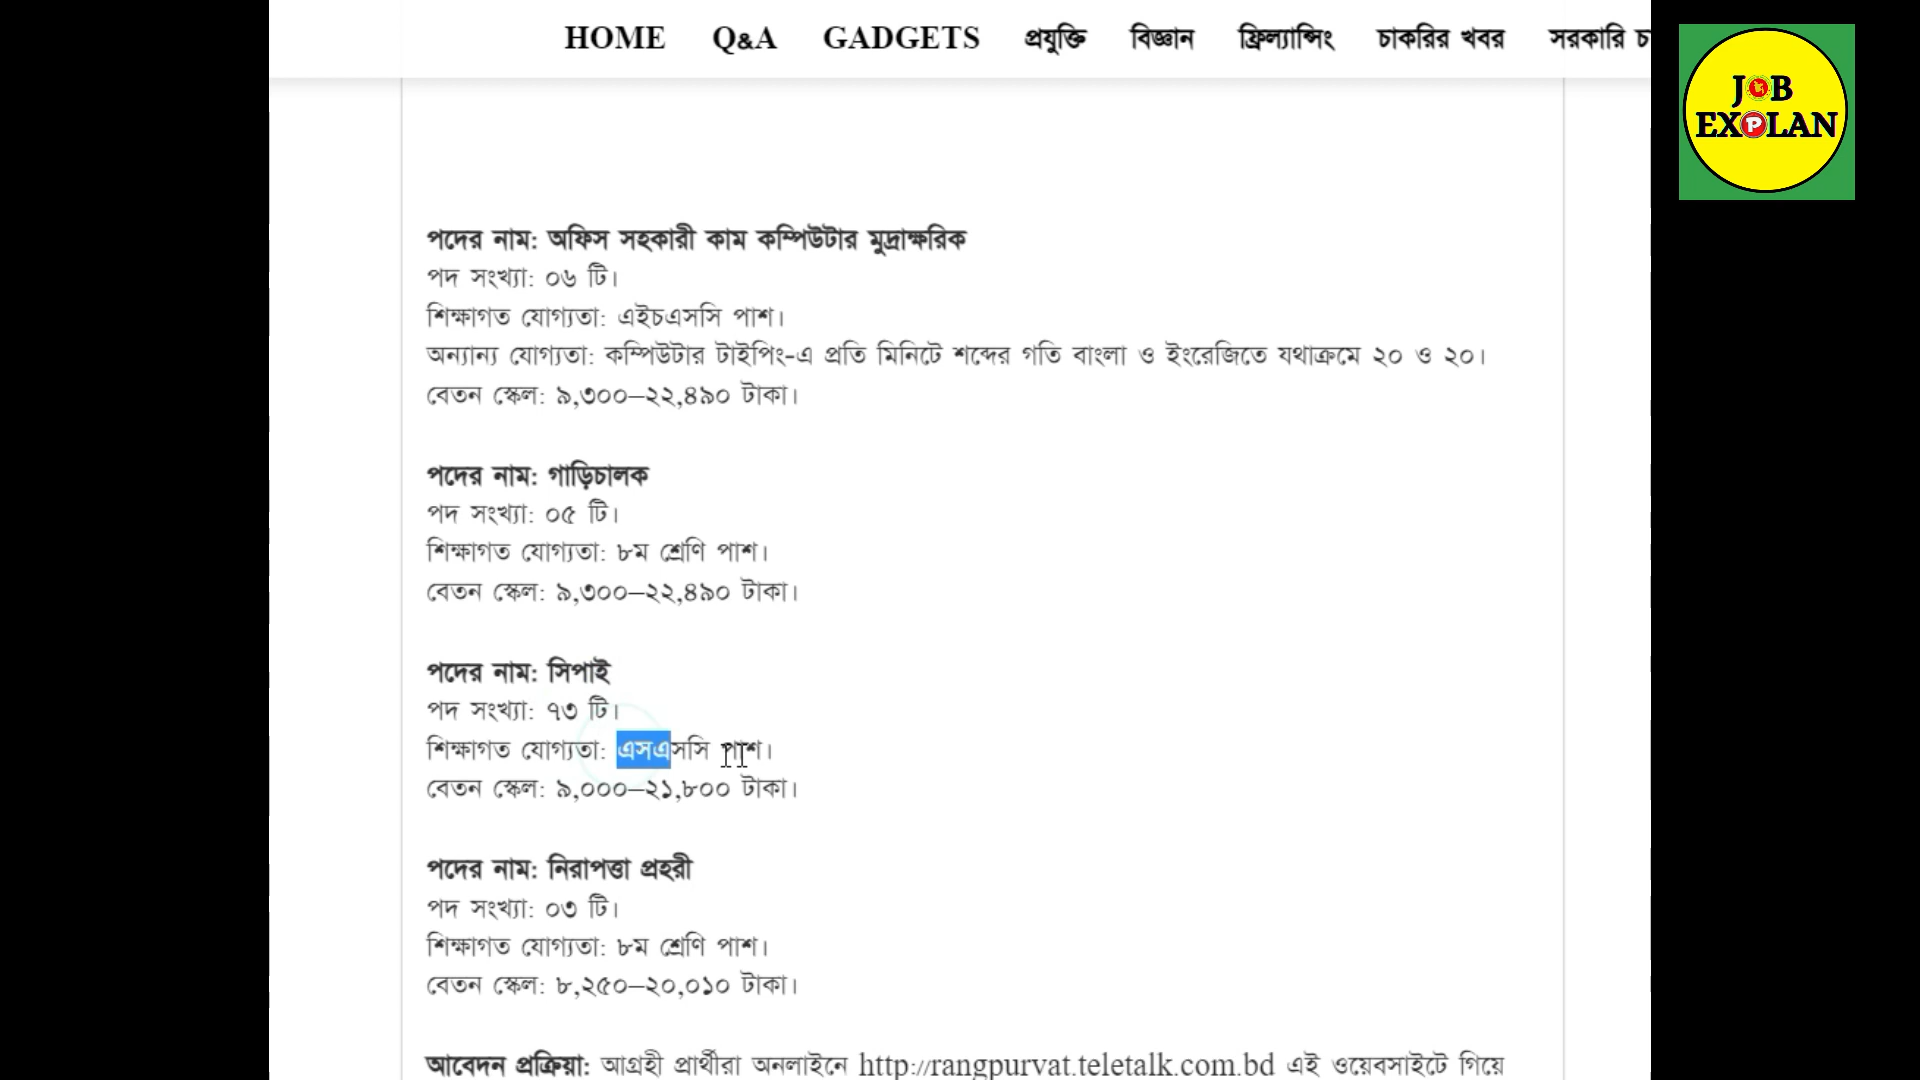 HOME Q&A GADGETS প্রযুক্তি বিজ্ঞান ফ্রিল্যান্সিং চাকরির খবর সরকারি
JOB
EXPLAN
পদের নাম: অফিস সহকারী কাম কম্পিউটার মুদ্রাক্ষরিক
পদ সংখ্যা: ০৬ টি।
শিক্ষাগত যোগ্যতা: এইচএসসি পাশ।
অন্যান্য যোগ্যতা: কম্পিউটার টাইপিং-এ প্রতি মিনিটে শব্দের গতি বাংলা ও ইংরেজিতে যথাক্রমে ২০ ও ২০।
বেতন স্কেল: ৯,৩০০–২২,৪৯০ টাকা।
পদের নাম: গাড়িচালক
পদ সংখ্যা: ০৫ টি।
শিক্ষাগত যোগ্যতা: ৮ম শ্রেণি পাশ।
বেতন স্কেল: ৯,৩০০–২২,৪৯০ টাকা।
পদের নাম: সিপাই
পদ সংখ্যা: ৭৩ টি।
শিক্ষাগত যোগ্যতা: এসএসসি পাশ।
বেতন স্কেল: ৯,০০০–২১,৮০০ টাকা।
পদের নাম: নিরাপত্তা প্রহরী
পদ সংখ্যা: ০৩ টি।
শিক্ষাগত যোগ্যতা: ৮ম শ্রেণি পাশ।
বেতন স্কেল: ৮,২৫০–২০,০১০ টাকা।
আবেদন প্রক্রিয়া: আগ্রহী প্রার্থীরা অনলাইনে http://rangpurvat.teletalk.com.bd এই ওয়েবসাইটে গিয়ে